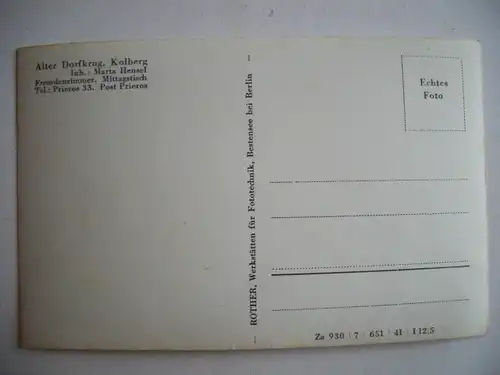 Alter Dorfkrug, Kolberg
Inh.: Marta Hensel
Fremdenzimmer, Mittagstisch
Tel.: Prieros 33. Post Prieros
ROTHER, Werkstätten für Fototechnik, Bestensee bei Berlin
Echtes
Foto
Za 930 | 7 | 651 | 41 | I 12/5